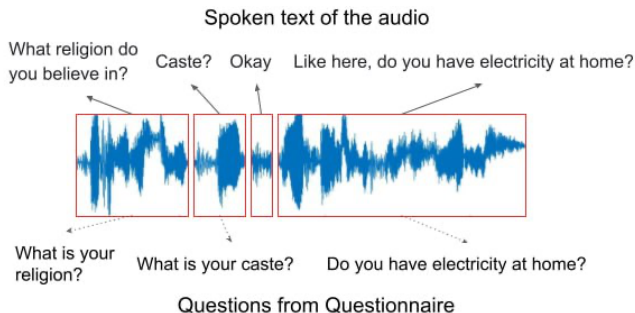 Spoken text of the audio
What religion do
you believe in?
Caste?
Okay
Like here, do you have electricity at home?
What is your
religion?
What is your caste?
Do you have electricity at home?
Questions from Questionnaire